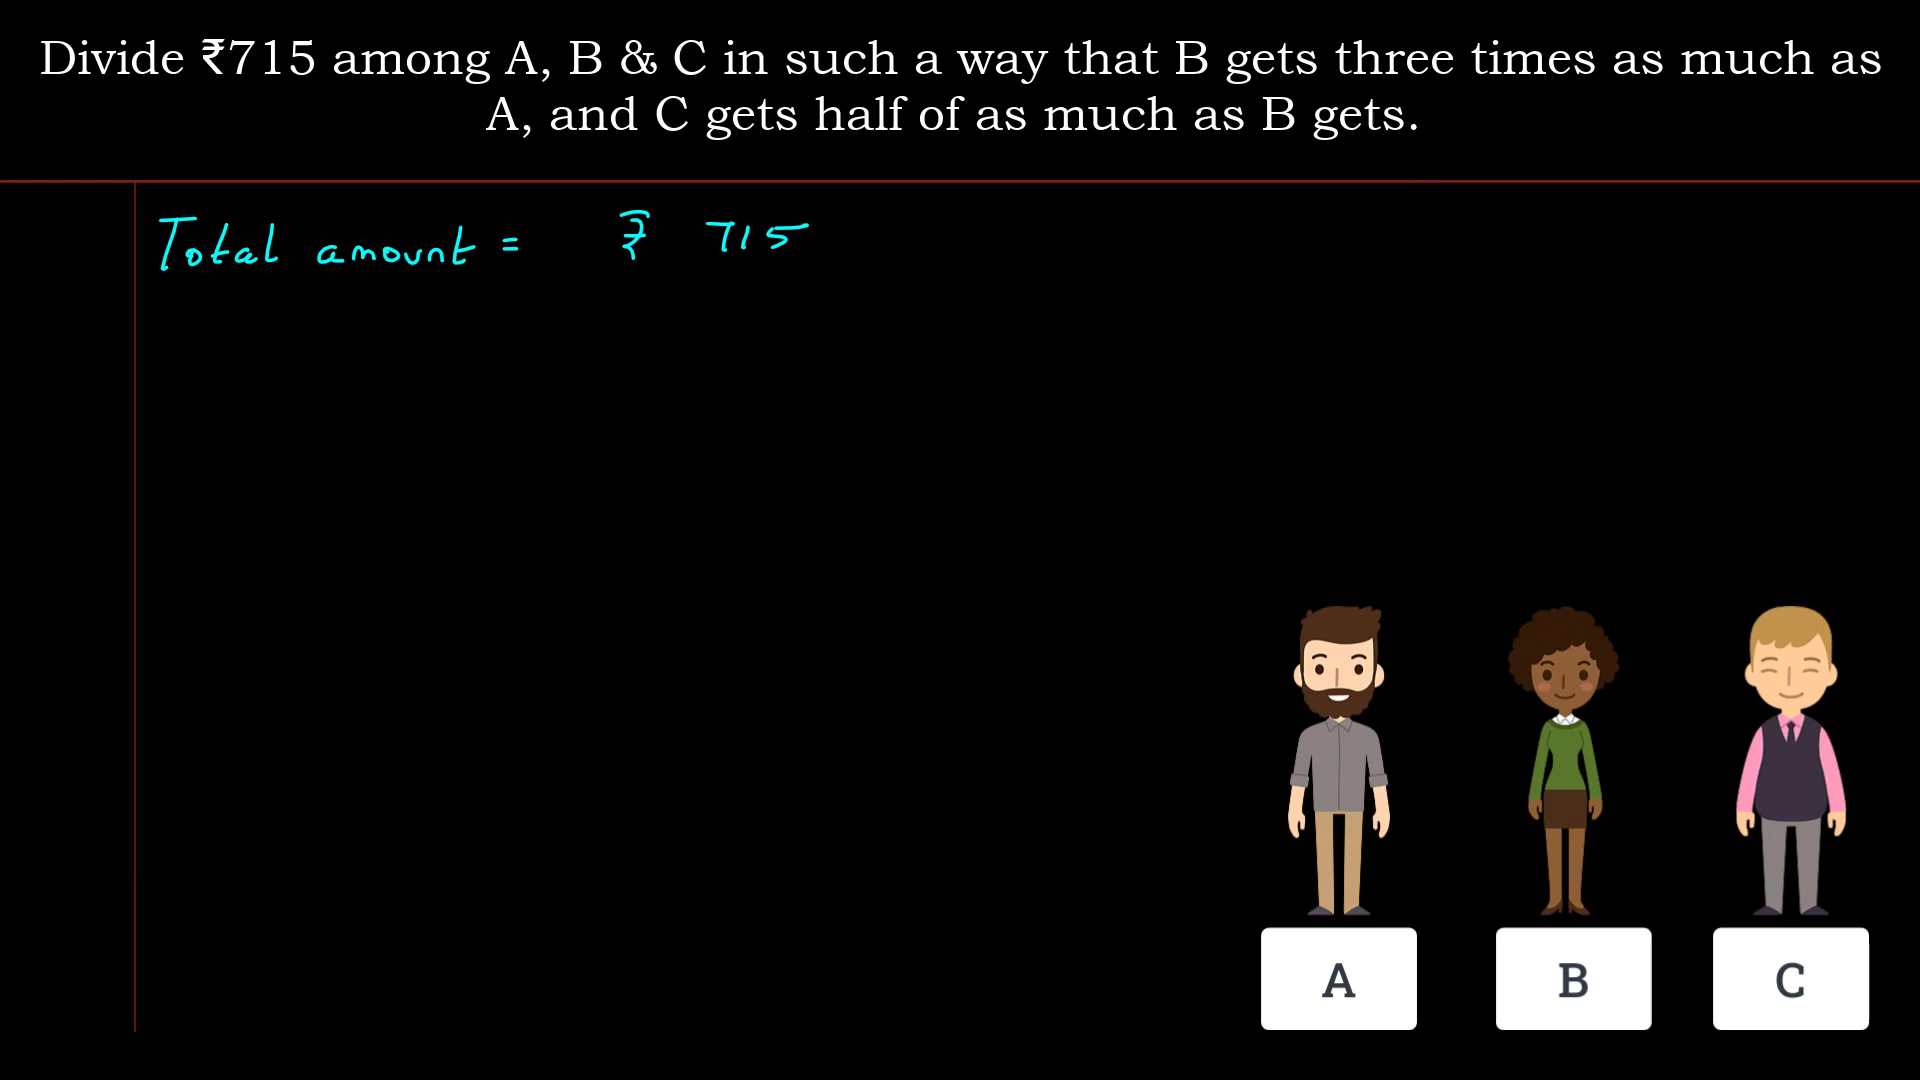 Divide ₹715 among A, B & C in such a way that B gets three times as much as
A, and C gets half of as much as B gets.
Total amount = ₹ 715
A
B
C